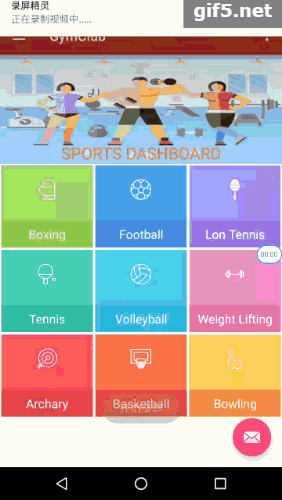 录屏精灵
正在录制视频中.....
gif5.net
GymClub
SPORTS DASHBOARD
Boxing
Football
Lon Tennis
00:00
Tennis
Volleyball
Weight Lifting
Archary
Basketball
Bowling